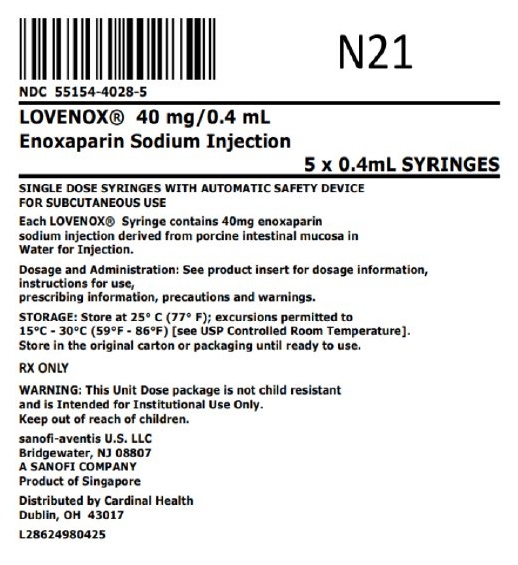 N21
NDC 55154-4028-5
LOVENOX® 40 mg/0.4 mL
Enoxaparin Sodium Injection
5 x 0.4mL SYRINGES
SINGLE DOSE SYRINGES WITH AUTOMATIC SAFETY DEVICE
FOR SUBCUTANEOUS USE
Each LOVENOX® Syringe contains 40mg enoxaparin
sodium injection derived from porcine intestinal mucosa in
Water for Injection.
Dosage and Administration: See product insert for dosage information,
instructions for use,
prescribing information, precautions and warnings.
STORAGE: Store at 25° C (77° F); excursions permitted to
15°C - 30°C (59°F - 86°F) [see USP Controlled Room Temperature].
Store in the original carton or packaging until ready to use.
RX ONLY
WARNING: This Unit Dose package is not child resistant
and is Intended for Institutional Use Only.
Keep out of reach of children.
sanofi-aventis U.S. LLC
Bridgewater, NJ 08807
A SANOFI COMPANY
Product of Singapore
Distributed by Cardinal Health
Dublin, OH 43017
L28624980425